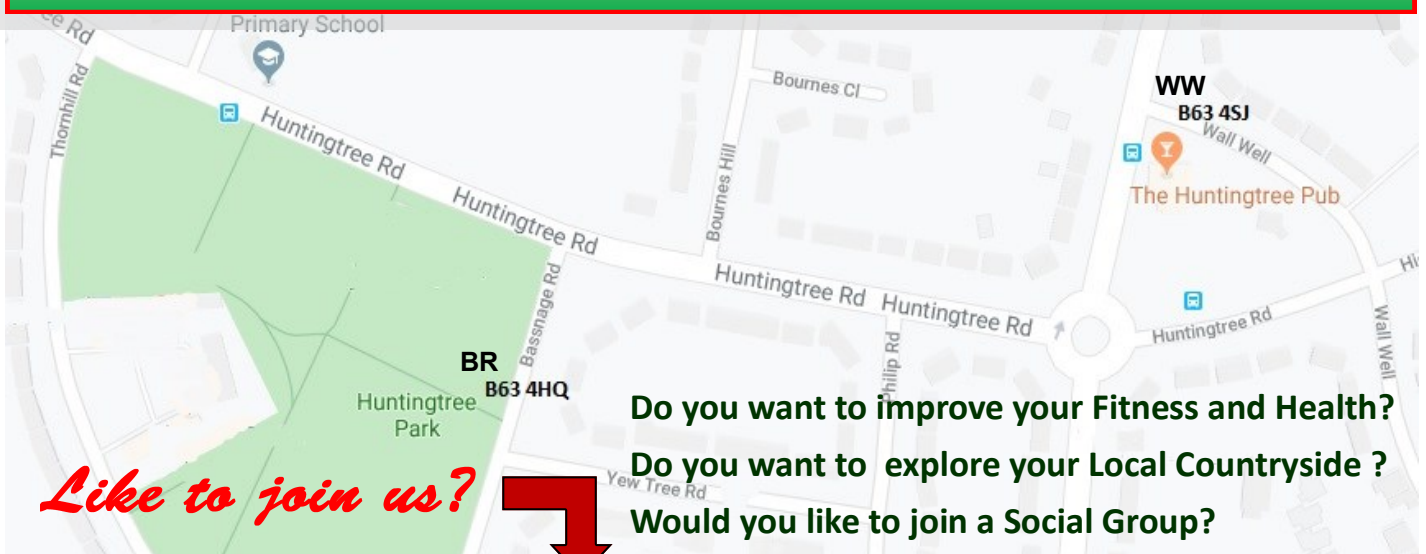 ee Rd
Primary School
Thornhill Rd
Huntingtree Rd
Bournes Cl
WW
B63 4SJ
Wall Well
The Huntingtree Pub
Bournes Hill
Huntingtree Rd
Huntingtree Rd
Huntingtree Rd
Huntingtree Rd
Hi
Wall Well
Bassnage Rd
Philip Rd
BR
B63 4HQ
Huntingtree
Park
Yew Tree Rd
Like to join us?
Do you want to improve your Fitness and Health?
Do you want to explore your Local Countryside ?
Would you like to join a Social Group?